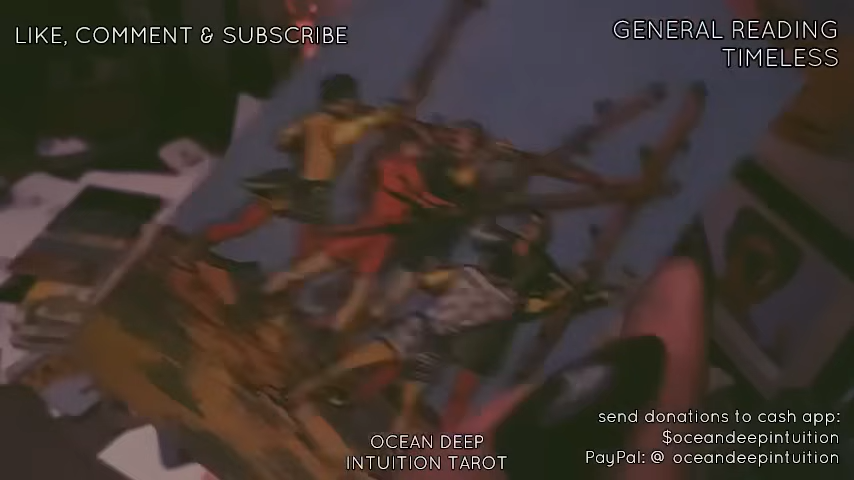 LIKE, COMMENT & SUBSCRIBE
GENERAL READING
TIMELESS
send donations to cash app:
$oceandeepintuition
PayPal: @ oceandeepintuition
OCEAN DEEP
INTUITION TAROT